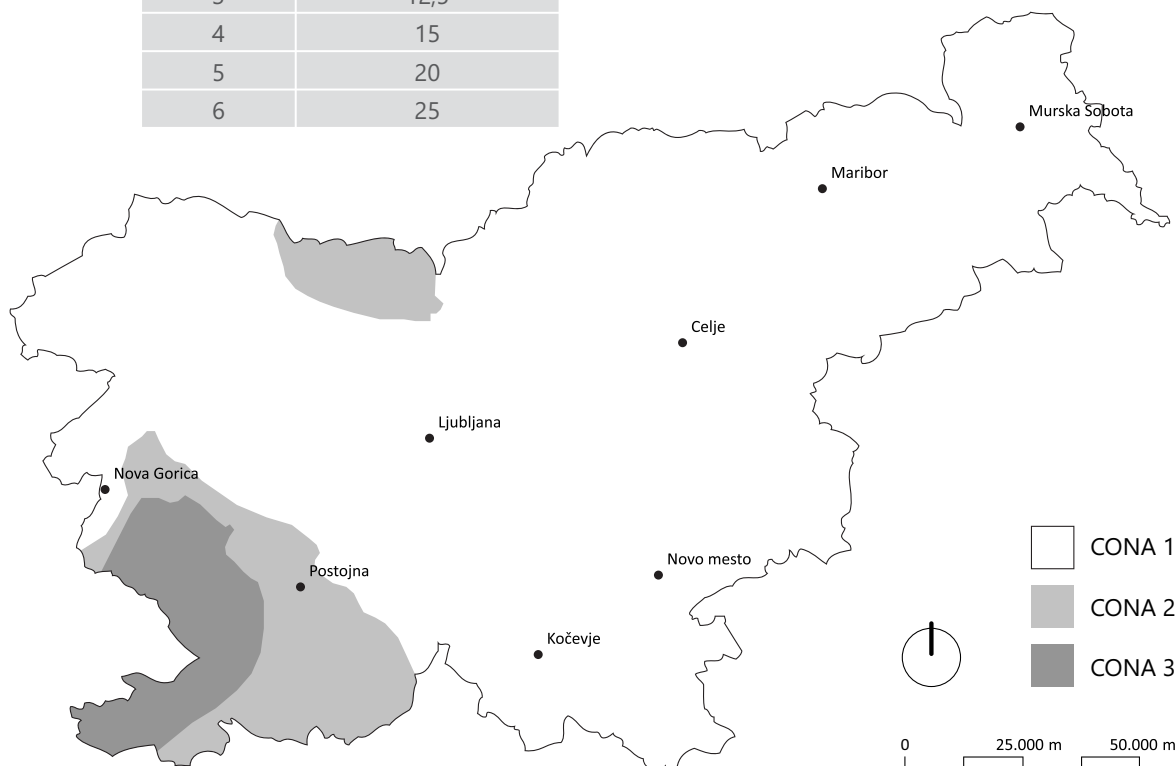 4 15
5 20
6 25
Murska Sobota
Maribor
Celje
Ljubljana
Nova Gorica
Postojna
Novo mesto
Kočevje
CONA 1
CONA 2
CONA 3
0 25.000 m 50.000 m